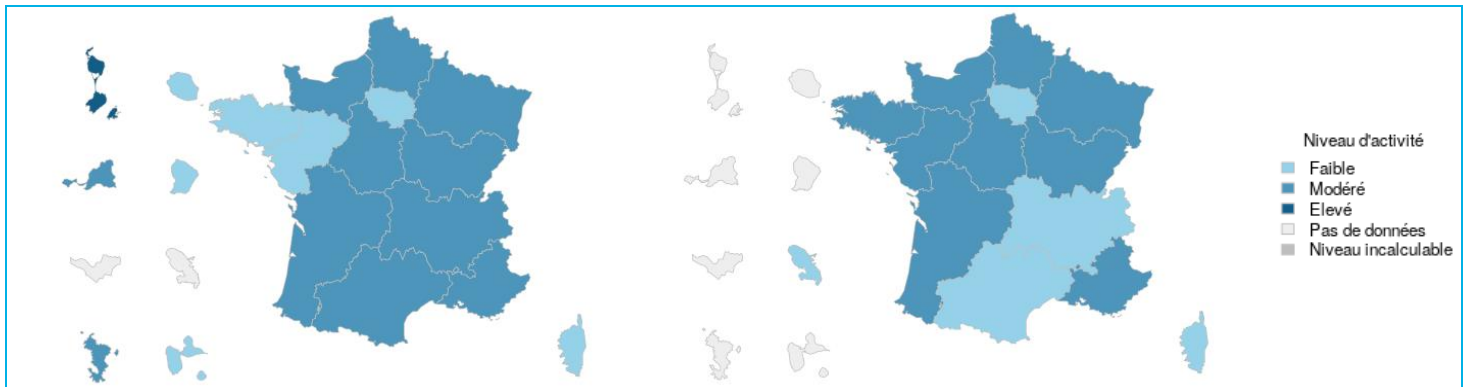 Niveau d'activité
Faible
Modéré
Elevé
Pas de données
Niveau incalculable